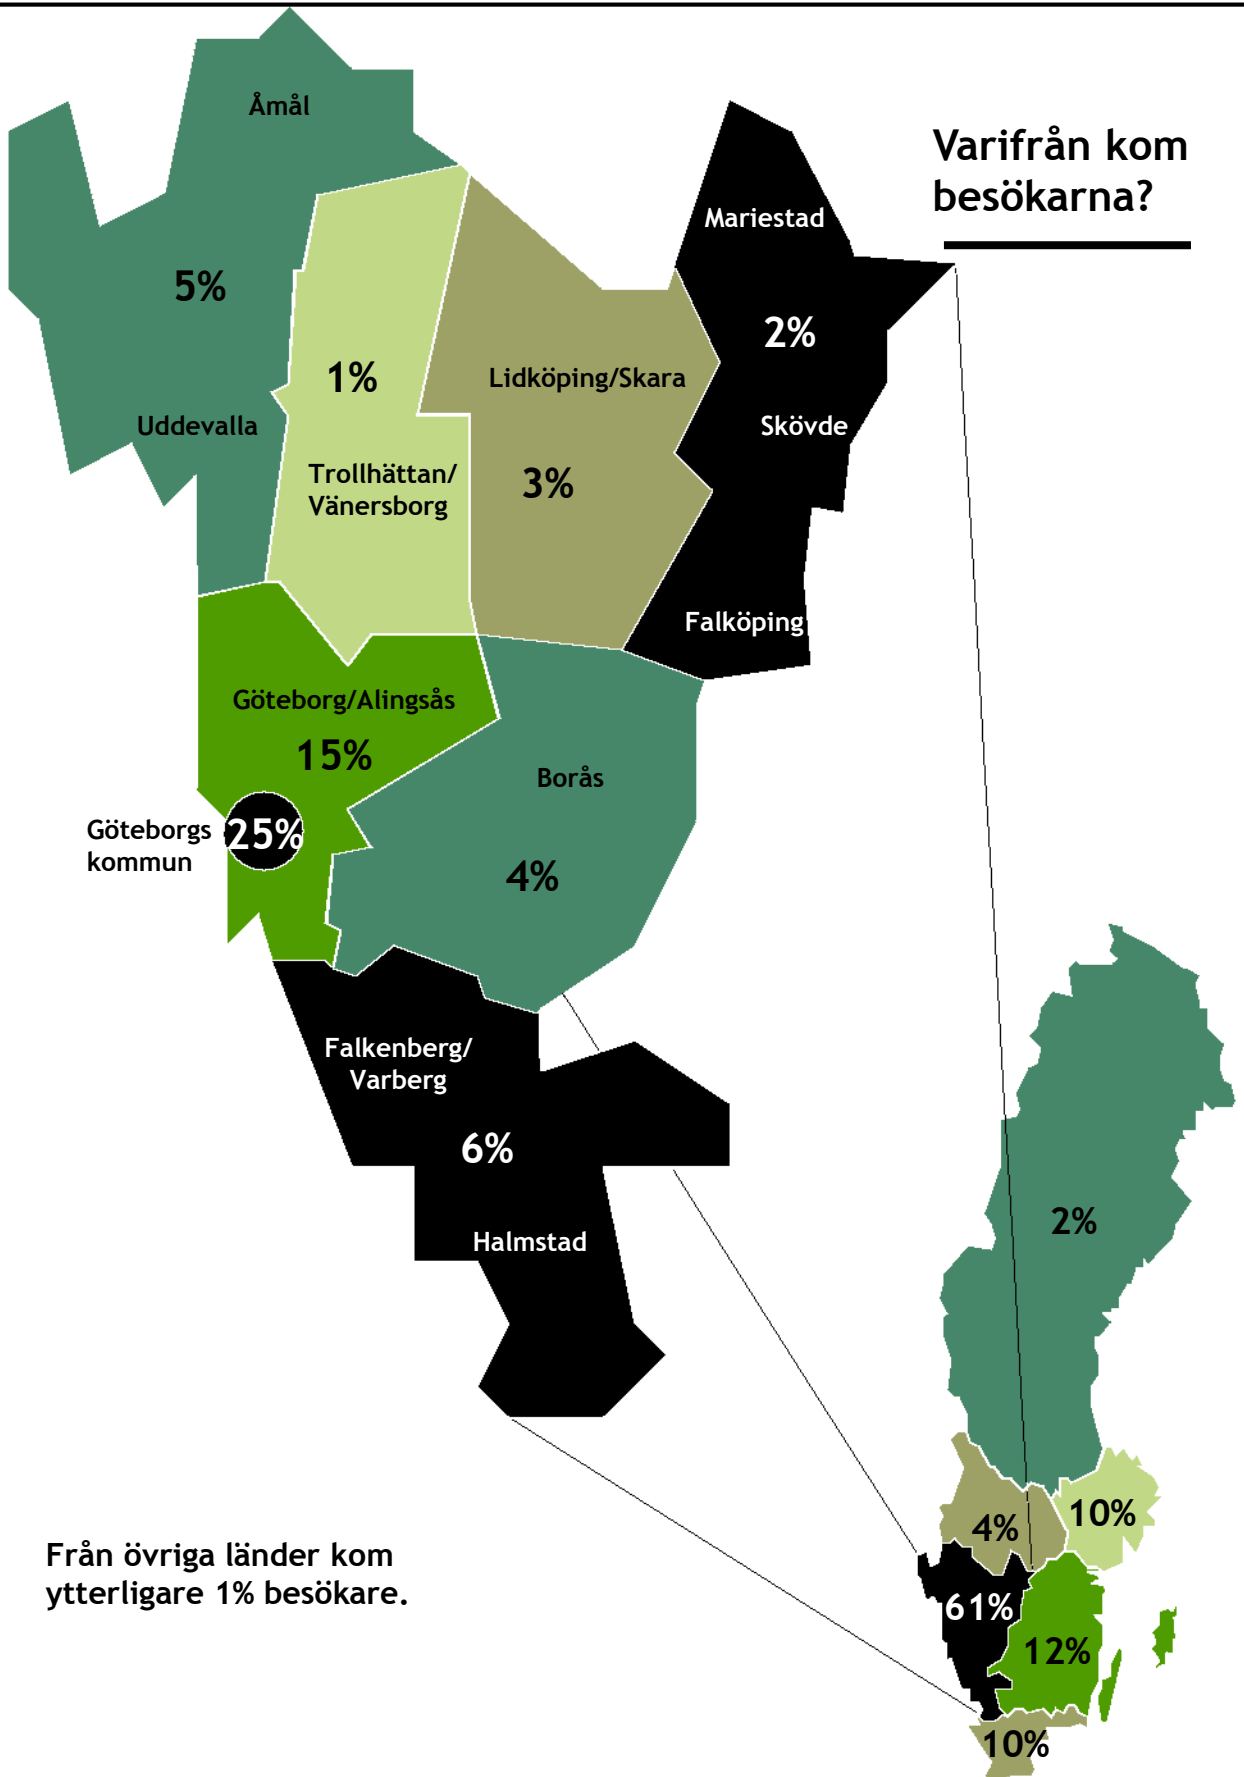 Varifrån kom
besökarna?
Åmål
5%
Uddevalla
1%
Trollhättan/
Vänersborg
Lidköping/Skara
3%
Mariestad
2%
Skövde
Falköping
Göteborg/Alingsås
15%
Göteborgs
kommun
25%
Borås
4%
Falkenberg/
Varberg
6%
Halmstad
2%
4%
10%
61%
12%
10%
Från övriga länder kom
ytterligare 1% besökare.